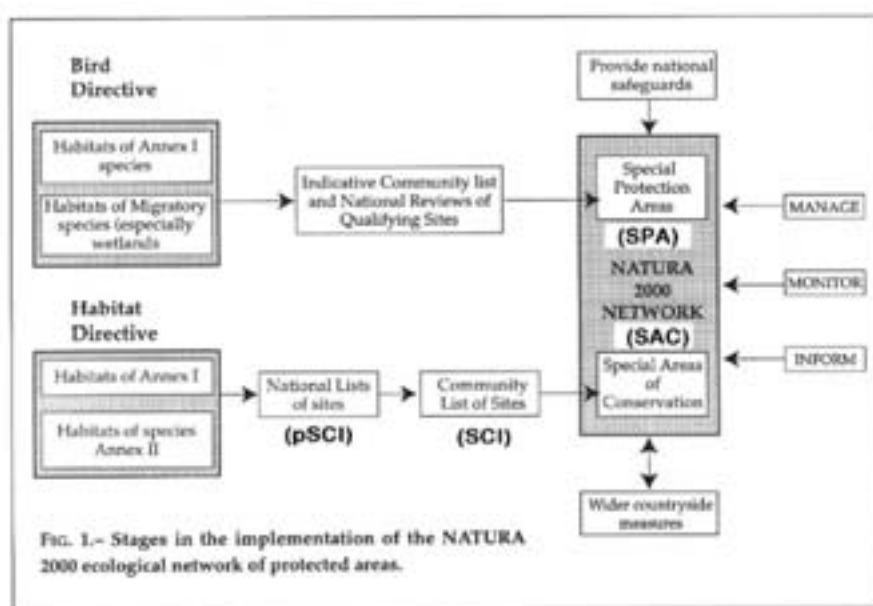 Bird
Directive
Habitats of Annex I
species
Habitats of Migratory
species (especially
wetlands
Indicative Community list
and National Reviews of
Qualifying Sites
Provide national
safeguards
Special
Protection
Areas
(SPA)
NATURA
2000
NETWORK
(SAC)
Special Areas
of
Conservation
MANAGE
MONITOR
INFORM
Habitat
Directive
Habitats of Annex I
Habitats of species
Annex II
National Lists
of sites
(pSCI)
Community
List of Sites
(SCI)
Wider countryside
measures
FIG. 1.– Stages in the implementation of the NATURA
2000 ecological network of protected areas.